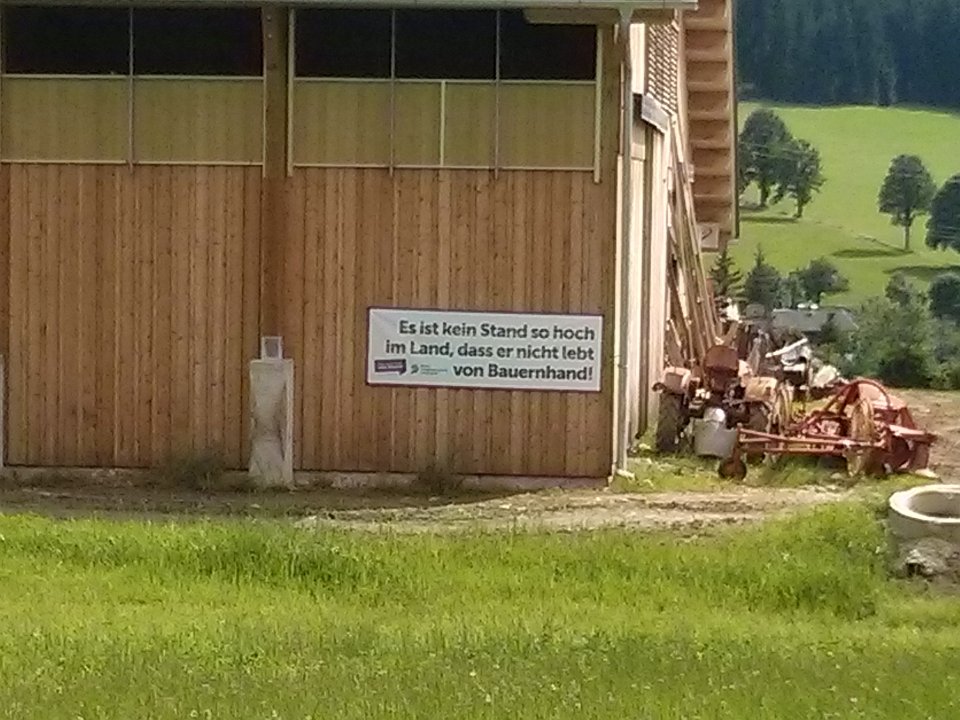 Es ist kein Stand so hoch
im Land, dass er nicht lebt
von Bauernhand!